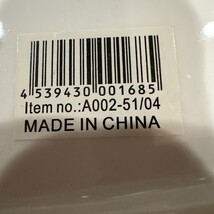 4 539430 001685
Item no.:A002-51/04
MADE IN CHINA